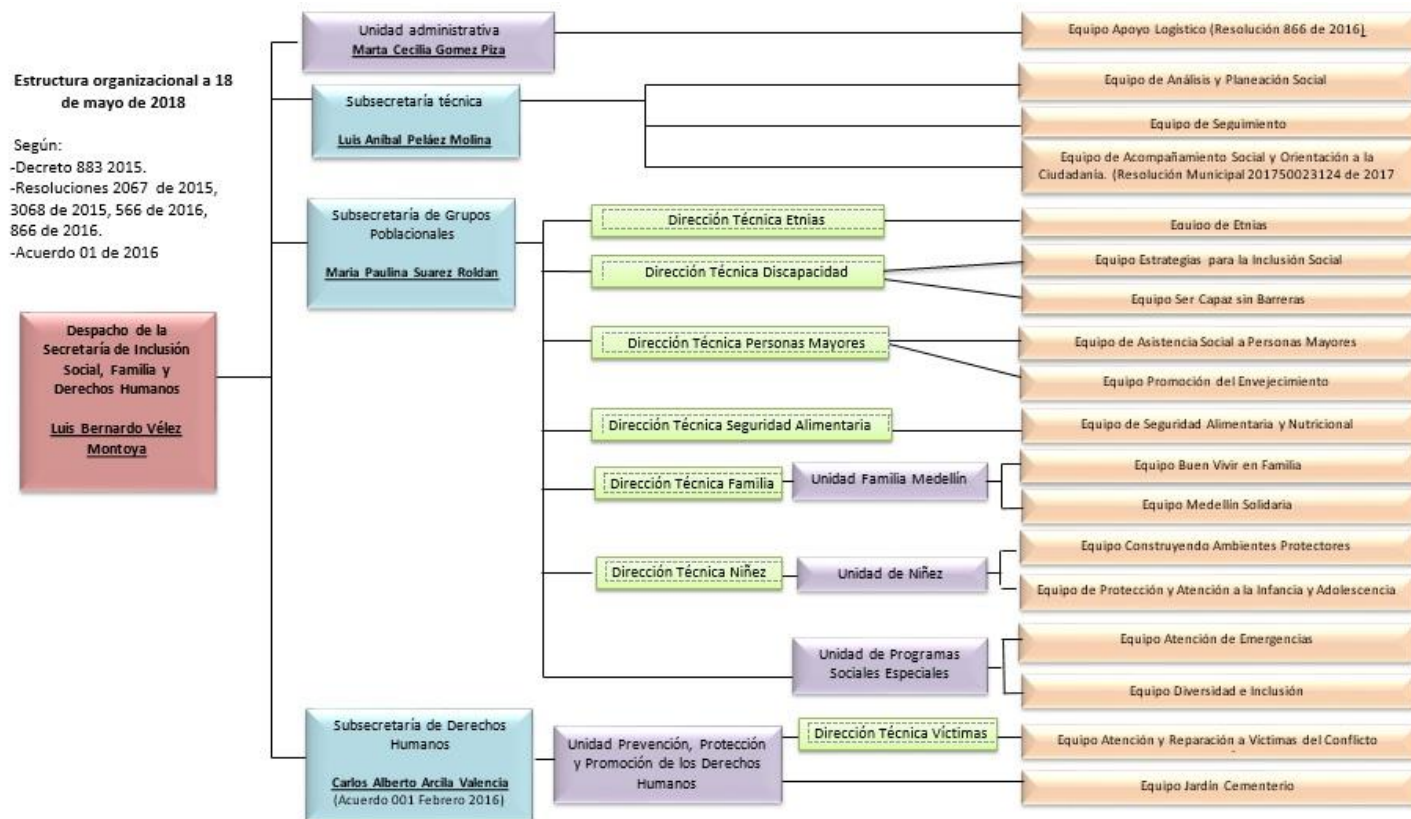 Estructura organizacional a 18
de mayo de 2018
Según:
-Decreto 883 2015.
-Resoluciones 2067 de 2015,
3068 de 2015, 566 de 2016,
866 de 2016.
-Acuerdo 01 de 2016
Despacho de la
Secretaría de Inclusión
Social, Familia y
Derechos Humanos
Luis Bernardo Vélez
Montoya
Unidad administrativa
Marta Cecilia Gomez Piza
Equipo Apoyo Logístico (Resolución 866 de 2016)
Subsecretaría técnica
Luis Aníbal Peláez Molina
Equipo de Análisis y Planeación Social
Equipo de Seguimiento
Equipo de Acompañamiento Social y Orientación a la
Ciudadanía. (Resolución Municipal 201750023124 de 2017
Subsecretaría de Grupos
Poblacionales
Maria Paulina Suarez Roldan
Dirección Técnica Etnias
Equipo de Etnias
Dirección Técnica Discapacidad
Equipo Estrategias para la Inclusión Social
Equipo Ser Capaz sin Barreras
Dirección Técnica Personas Mayores
Equipo de Asistencia Social a Personas Mayores
Equipo Promoción del Envejecimiento
Dirección Técnica Seguridad Alimentaria
Equipo de Seguridad Alimentaria y Nutricional
Dirección Técnica Familia
Unidad Familia Medellín
Equipo Buen Vivir en Familia
Equipo Medellín Solidaria
Dirección Técnica Niñez
Unidad de Niñez
Equipo Construyendo Ambientes Protectores
Equipo de Protección y Atención a la Infancia y Adolescencia
Unidad de Programas
Sociales Especiales
Equipo Atención de Emergencias
Equipo Diversidad e Inclusión
Subsecretaría de Derechos
Humanos
Carlos Alberto Arcila Valencia
(Acuerdo 001 Febrero 2016)
Unidad Prevención, Protección
y Promoción de los Derechos
Humanos
Dirección Técnica Víctimas
Equipo Atención y Reparación a Víctimas del Conflicto
Equipo Jardín Cementerio